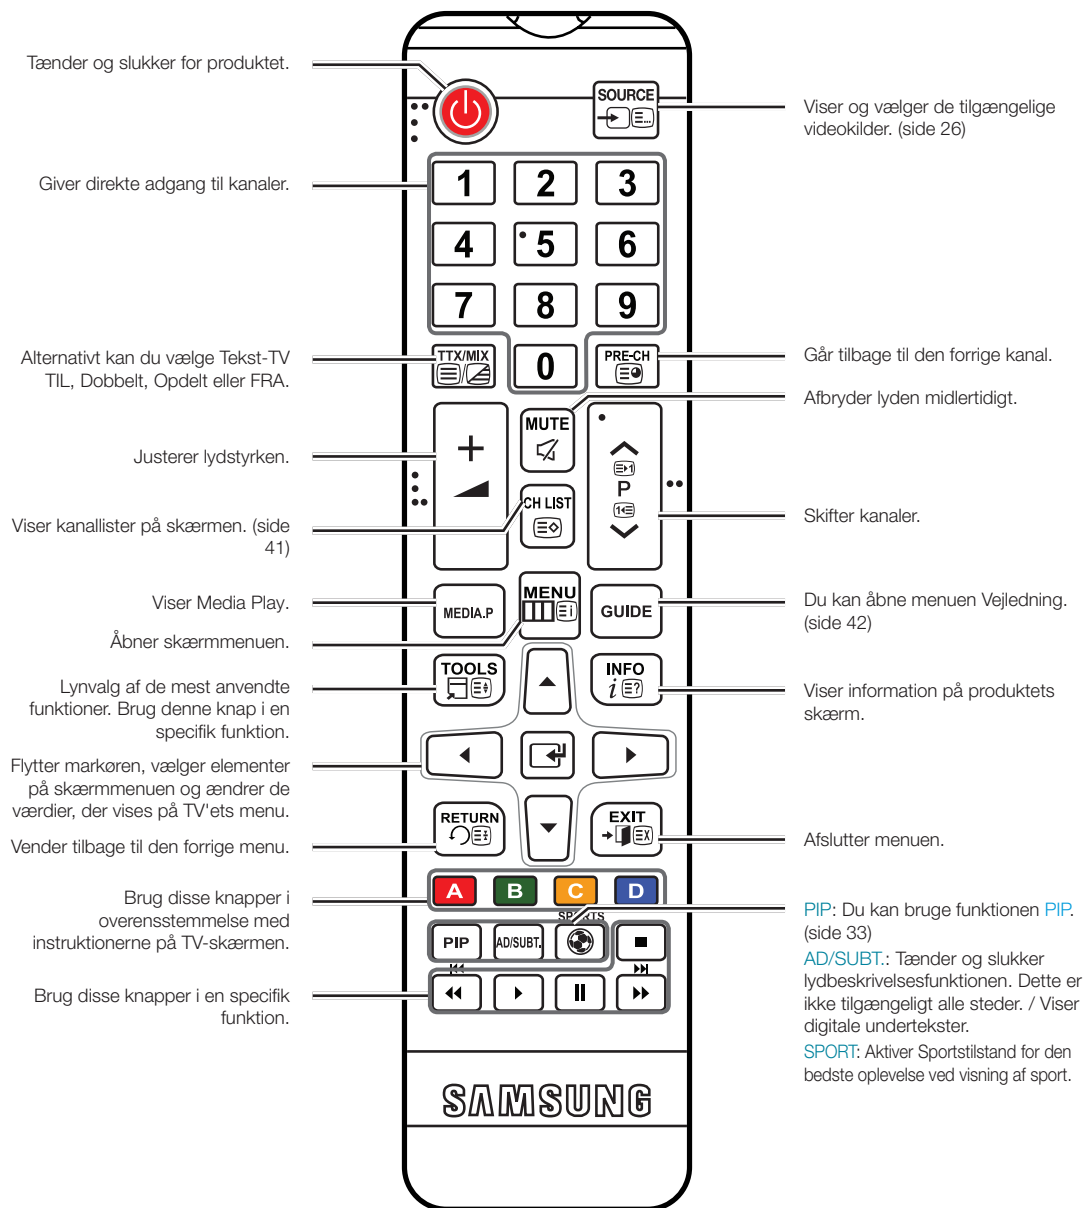 Tænder og slukker for produktet.
SOURCE
Viser og vælger de tilgængelige
videokilder. (side 26)
Giver direkte adgang til kanaler.
1 2 3
4 5 6
7 8 9
Alternativt kan du vælge Tekst-TV
TIL, Dobbelt, Opdelt eller FRA.
TTX/MIX
0
PRE-CH
Går tilbage til den forrige kanal.
Afbryder lyden midlertidigt.
MUTE
Justerer lydstyrken.
+
P
CH LIST
Viser kanallister på skærmen. (side
41)
Skifter kanaler.
Viser Media Play.
MEDIA.P
MENU
GUIDE
Du kan åbne menuen Vejledning.
(side 42)
Åbner skærmmenuen.
TOOLS
INFO
Lynvalg af de mest anvendte
funktioner. Brug denne knap i en
specifik funktion.
Viser information på produktets
skærm.
Flytter markøren, vælger elementer
på skærmmenuen og ændrer de
værdier, der vises på TV'ets menu.
RETURN
EXIT
Vender tilbage til den forrige menu.
Afslutter menuen.
A B C D
Brug disse knapper i
overensstemmelse med
instruktionerne på TV-skærmen.
SPORTS
PIP AD/SUBT.
Brug disse knapper i en specifik
funktion.
PIP: Du kan bruge funktionen PIP.
(side 33)
AD/SUBT.: Tænder og slukker
lydbeskrivelsesfunktionen. Dette er
ikke tilgængeligt alle steder. / Viser
digitale undertekster.
SPORT: Aktiver Sportstilstand for den
bedste oplevelse ved visning af sport.
SAMSUNG